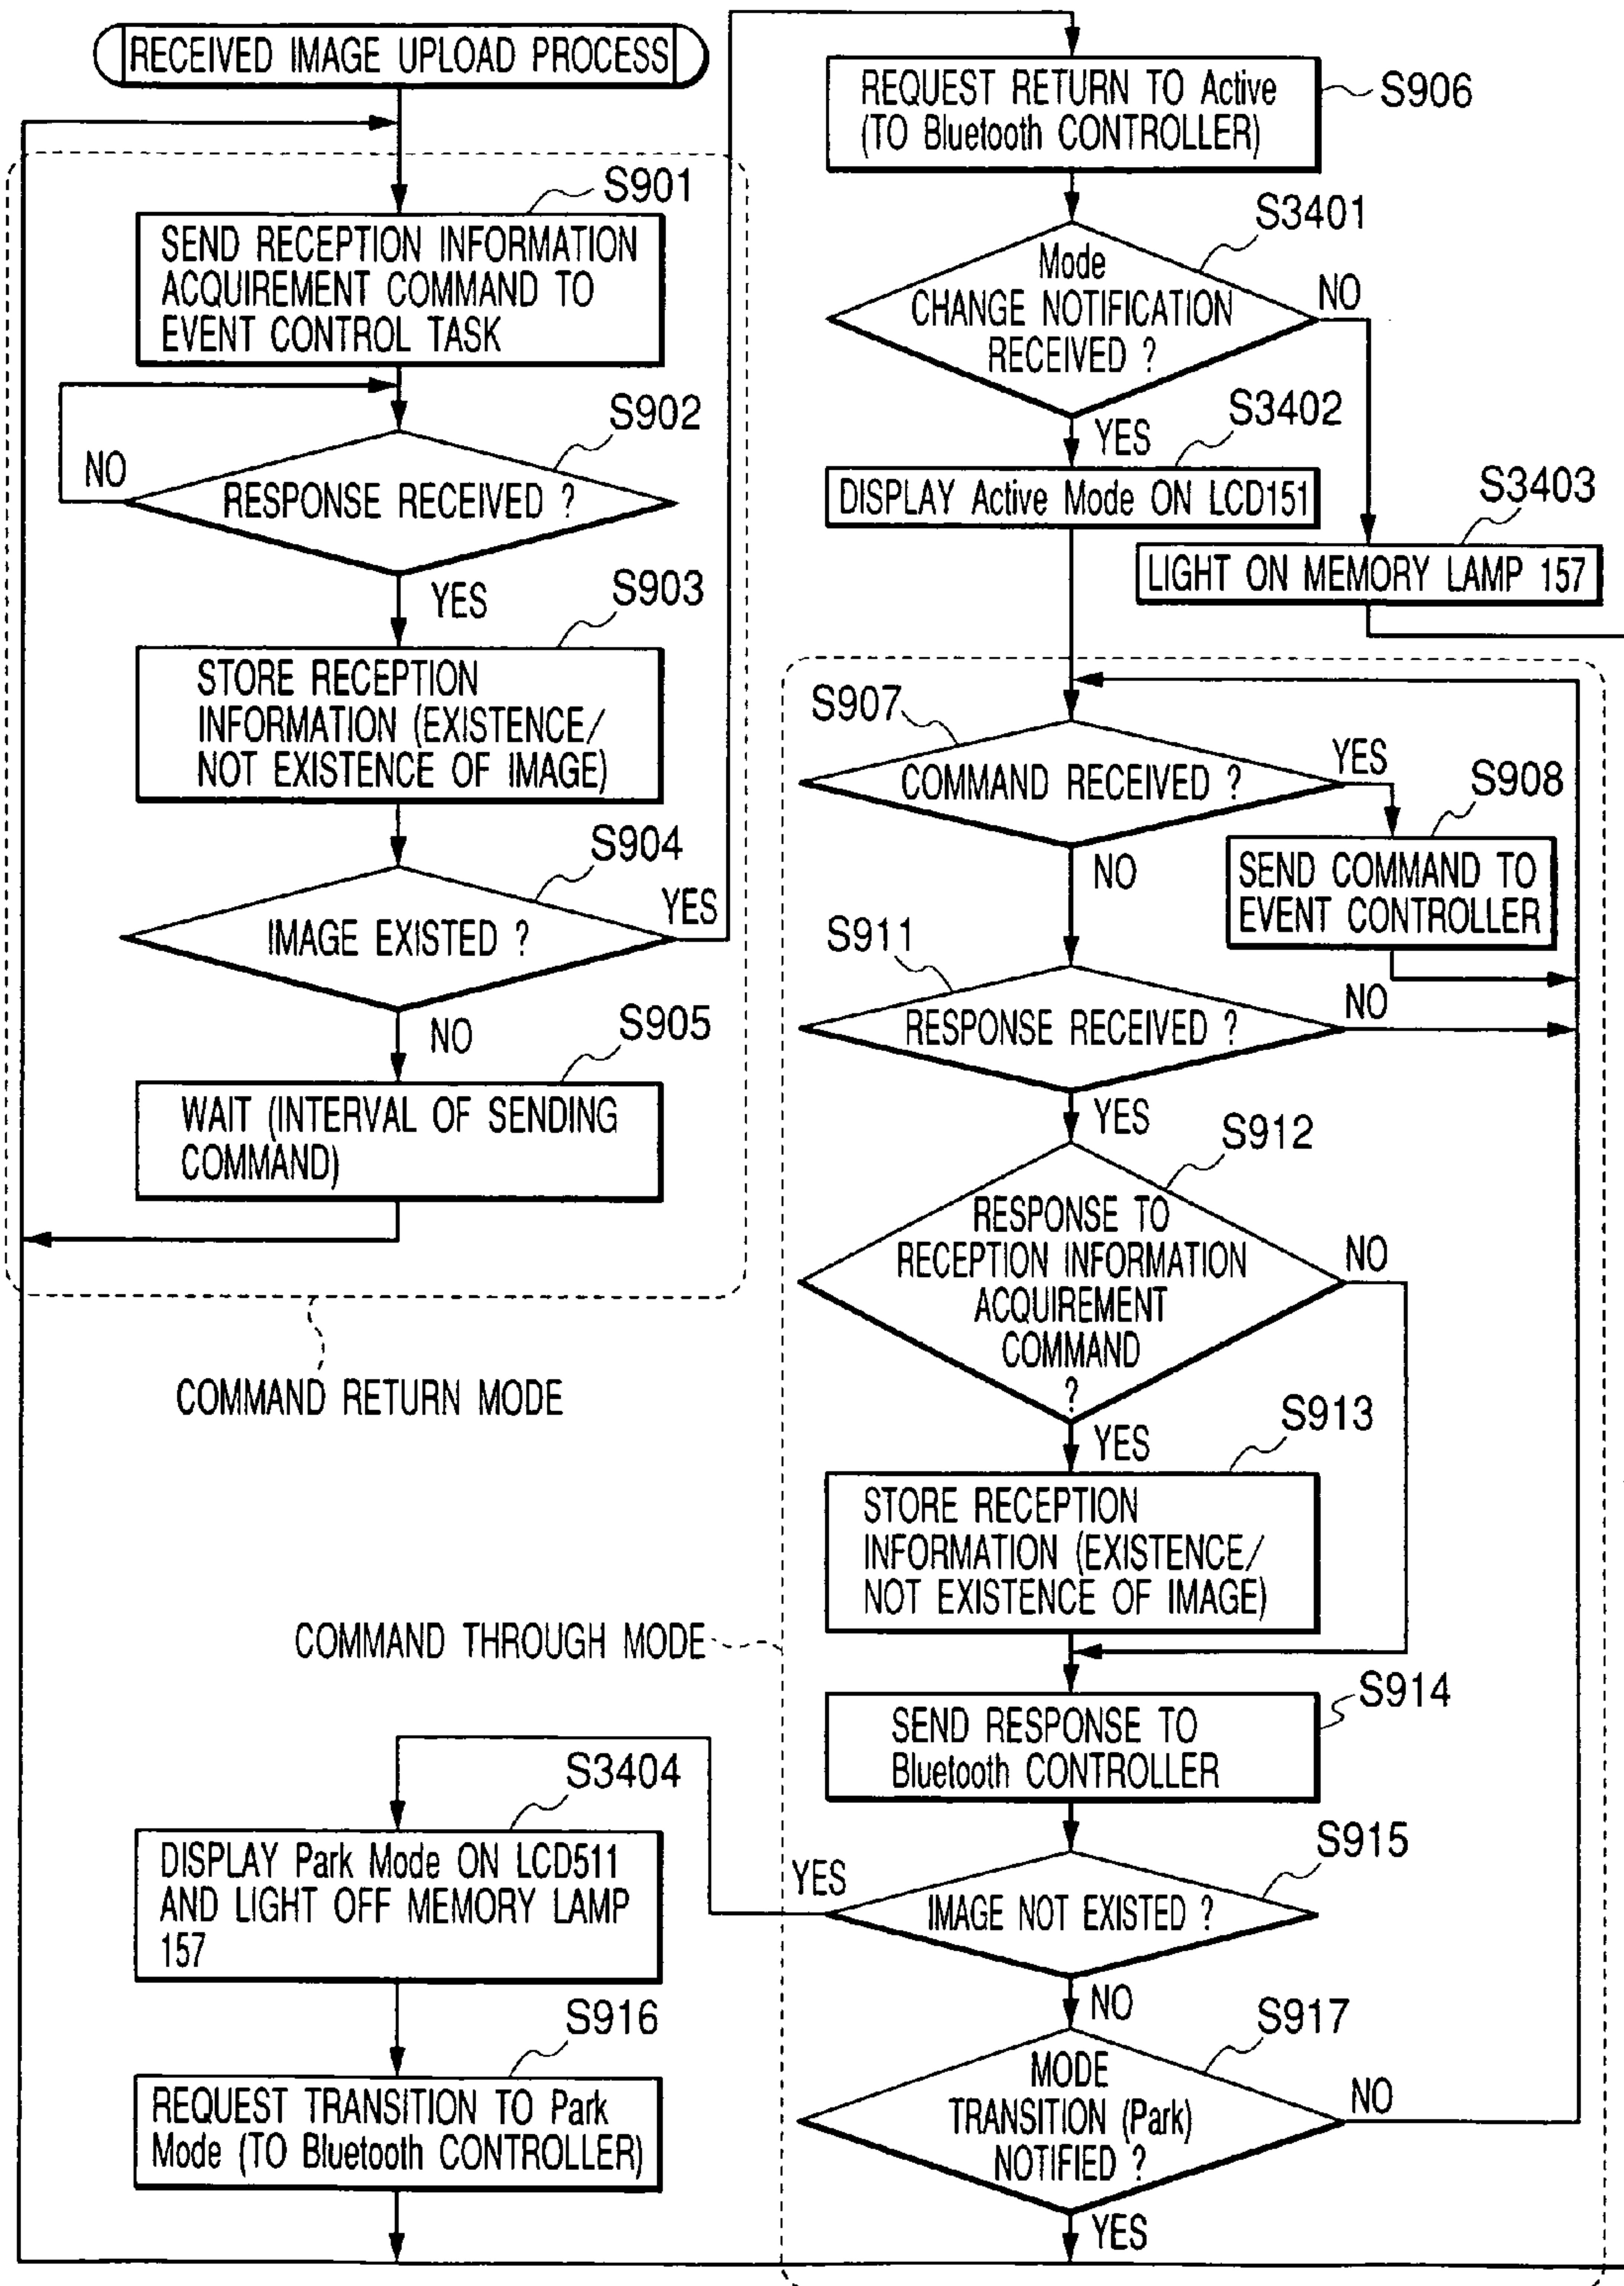 RECEIVED IMAGE UPLOAD PROCESS
S901
SEND RECEPTION INFORMATION
ACQUIREMENT COMMAND TO
EVENT CONTROL TASK
S902
NO
RESPONSE RECEIVED ?
YES
S903
STORE RECEPTION
INFORMATION (EXISTENCE/
NOT EXISTENCE OF IMAGE)
S904
YES
IMAGE EXISTED ?
NO
S905
WAIT (INTERVAL OF SENDING
COMMAND)
COMMAND RETURN MODE
REQUEST RETURN TO Active
(TO Bluetooth CONTROLLER)
S906
S3401
Mode
CHANGE NOTIFICATION
RECEIVED ?
NO
YES
S3402
DISPLAY Active Mode ON LCD151
S3403
LIGHT ON MEMORY LAMP 157
S907
COMMAND RECEIVED ?
YES
S908
SEND COMMAND TO
EVENT CONTROLLER
NO
S911
RESPONSE RECEIVED ?
NO
YES
S912
RESPONSE TO
RECEPTION INFORMATION
ACQUIREMENT
COMMAND
?
NO
YES
S913
STORE RECEPTION
INFORMATION (EXISTENCE/
NOT EXISTENCE OF IMAGE)
COMMAND THROUGH MODE
S914
SEND RESPONSE TO
Bluetooth CONTROLLER
S915
YES
IMAGE NOT EXISTED ?
NO
S3404
DISPLAY Park Mode ON LCD511
AND LIGHT OFF MEMORY LAMP
157
S916
REQUEST TRANSITION TO Park
Mode (TO Bluetooth CONTROLLER)
S917
MODE
TRANSITION (Park)
NOTIFIED ?
NO
YES